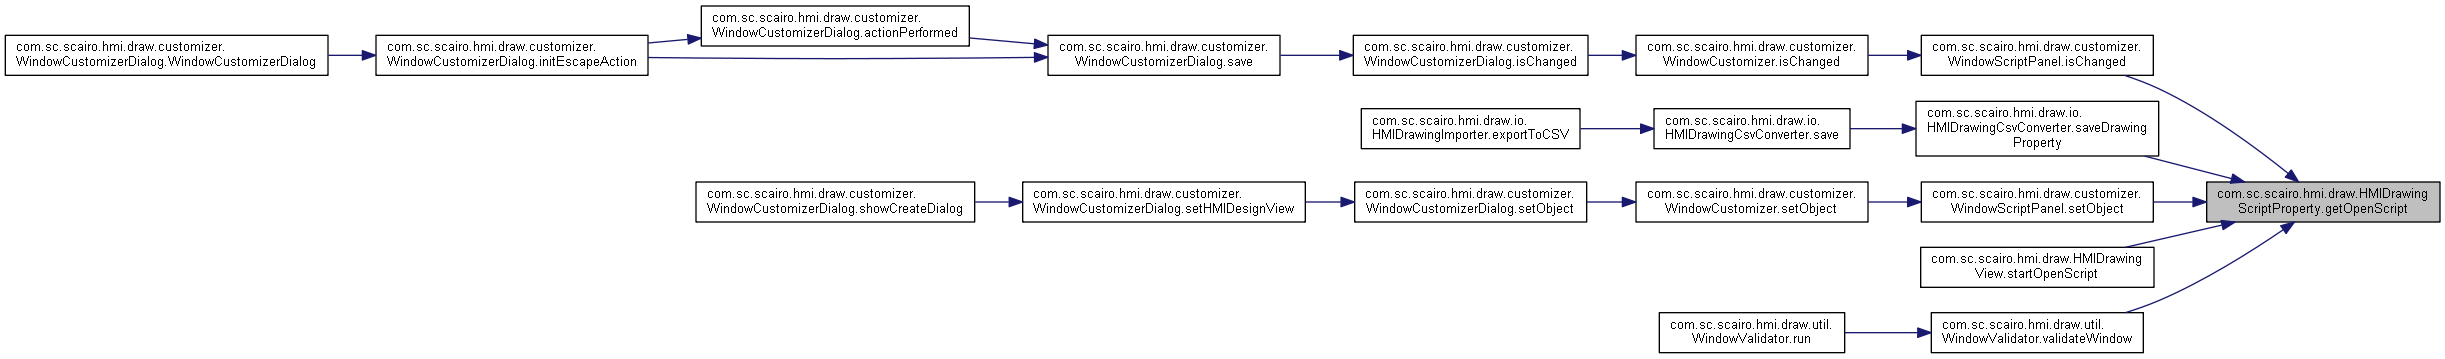 com.sc.scairo.hmi.draw.customizer.
WindowCustomizerDialog.WindowCustomizerDialog
com.sc.scairo.hmi.draw.customizer.
WindowCustomizerDialog.initEscapeAction
com.sc.scairo.hmi.draw.customizer.
WindowCustomizerDialog.actionPerformed
com.sc.scairo.hmi.draw.customizer.
WindowCustomizerDialog.save
com.sc.scairo.hmi.draw.customizer.
WindowCustomizerDialog.isChanged
com.sc.scairo.hmi.draw.customizer.
WindowCustomizer.isChanged
com.sc.scairo.hmi.draw.customizer.
WindowScriptPanel.isChanged
com.sc.scairo.hmi.draw.io.
HMIDrawingImporter.exportToCSV
com.sc.scairo.hmi.draw.io.
HMIDrawingCsvConverter.save
com.sc.scairo.hmi.draw.io.
HMIDrawingCsvConverter.saveDrawing
Property
com.sc.scairo.hmi.draw.customizer.
WindowCustomizerDialog.showCreateDialog
com.sc.scairo.hmi.draw.customizer.
WindowCustomizerDialog.setHMIDesignView
com.sc.scairo.hmi.draw.customizer.
WindowCustomizerDialog.setObject
com.sc.scairo.hmi.draw.customizer.
WindowCustomizer.setObject
com.sc.scairo.hmi.draw.customizer.
WindowScriptPanel.setObject
com.sc.scairo.hmi.draw.HMIDrawing
ScriptProperty.getOpenScript
com.sc.scairo.hmi.draw.HMIDrawing
View.startOpenScript
com.sc.scairo.hmi.draw.util.
WindowValidator.run
com.sc.scairo.hmi.draw.util.
WindowValidator.validateWindow